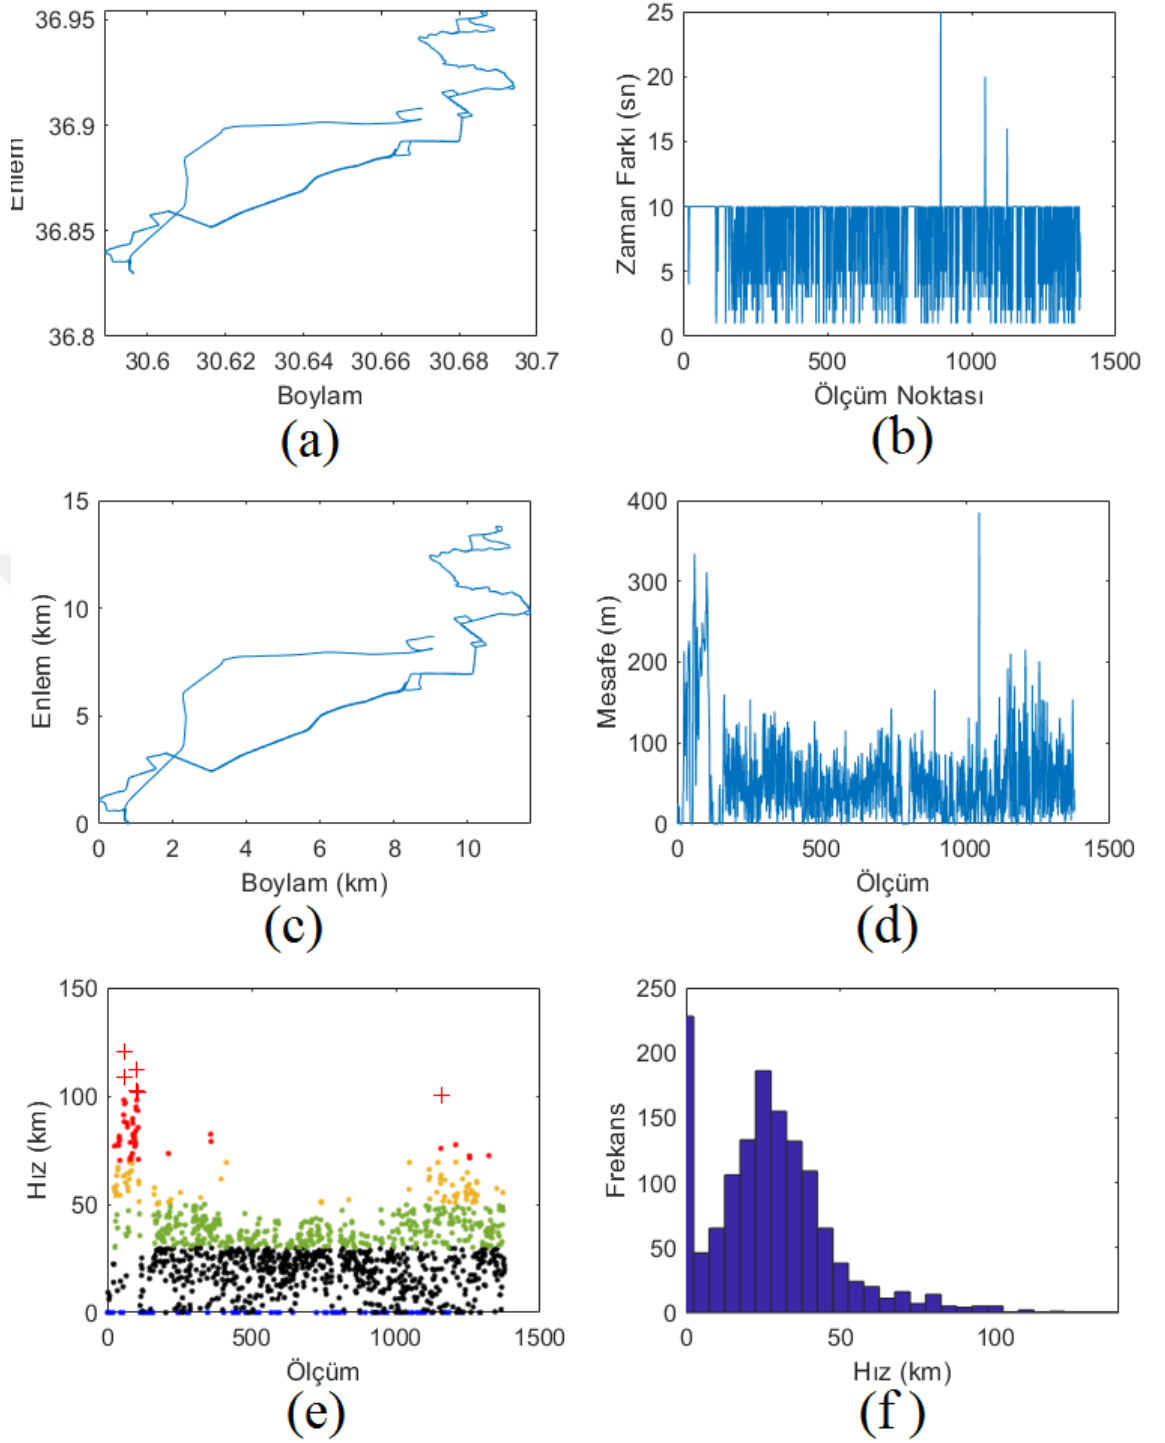 36.95
36.9
36.85
36.8
Enlem
30.6 30.62 30.64 30.66 30.68 30.7
Boylam
(a)
25
20
15
10
5
0
Zaman Farkı (sn)
0 500 1000 1500
Ölçüm Noktası
(b)
15
10
5
0
Enlem (km)
0 2 4 6 8 10
Boylam (km)
(c)
400
300
200
100
0
Mesafe (m)
0 500 1000 1500
Ölçüm
(d)
150
100
50
0
Hız (km)
0 500 1000 1500
Ölçüm
(e)
250
200
150
100
50
0
Frekans
0 50 100
Hız (km)
(f )